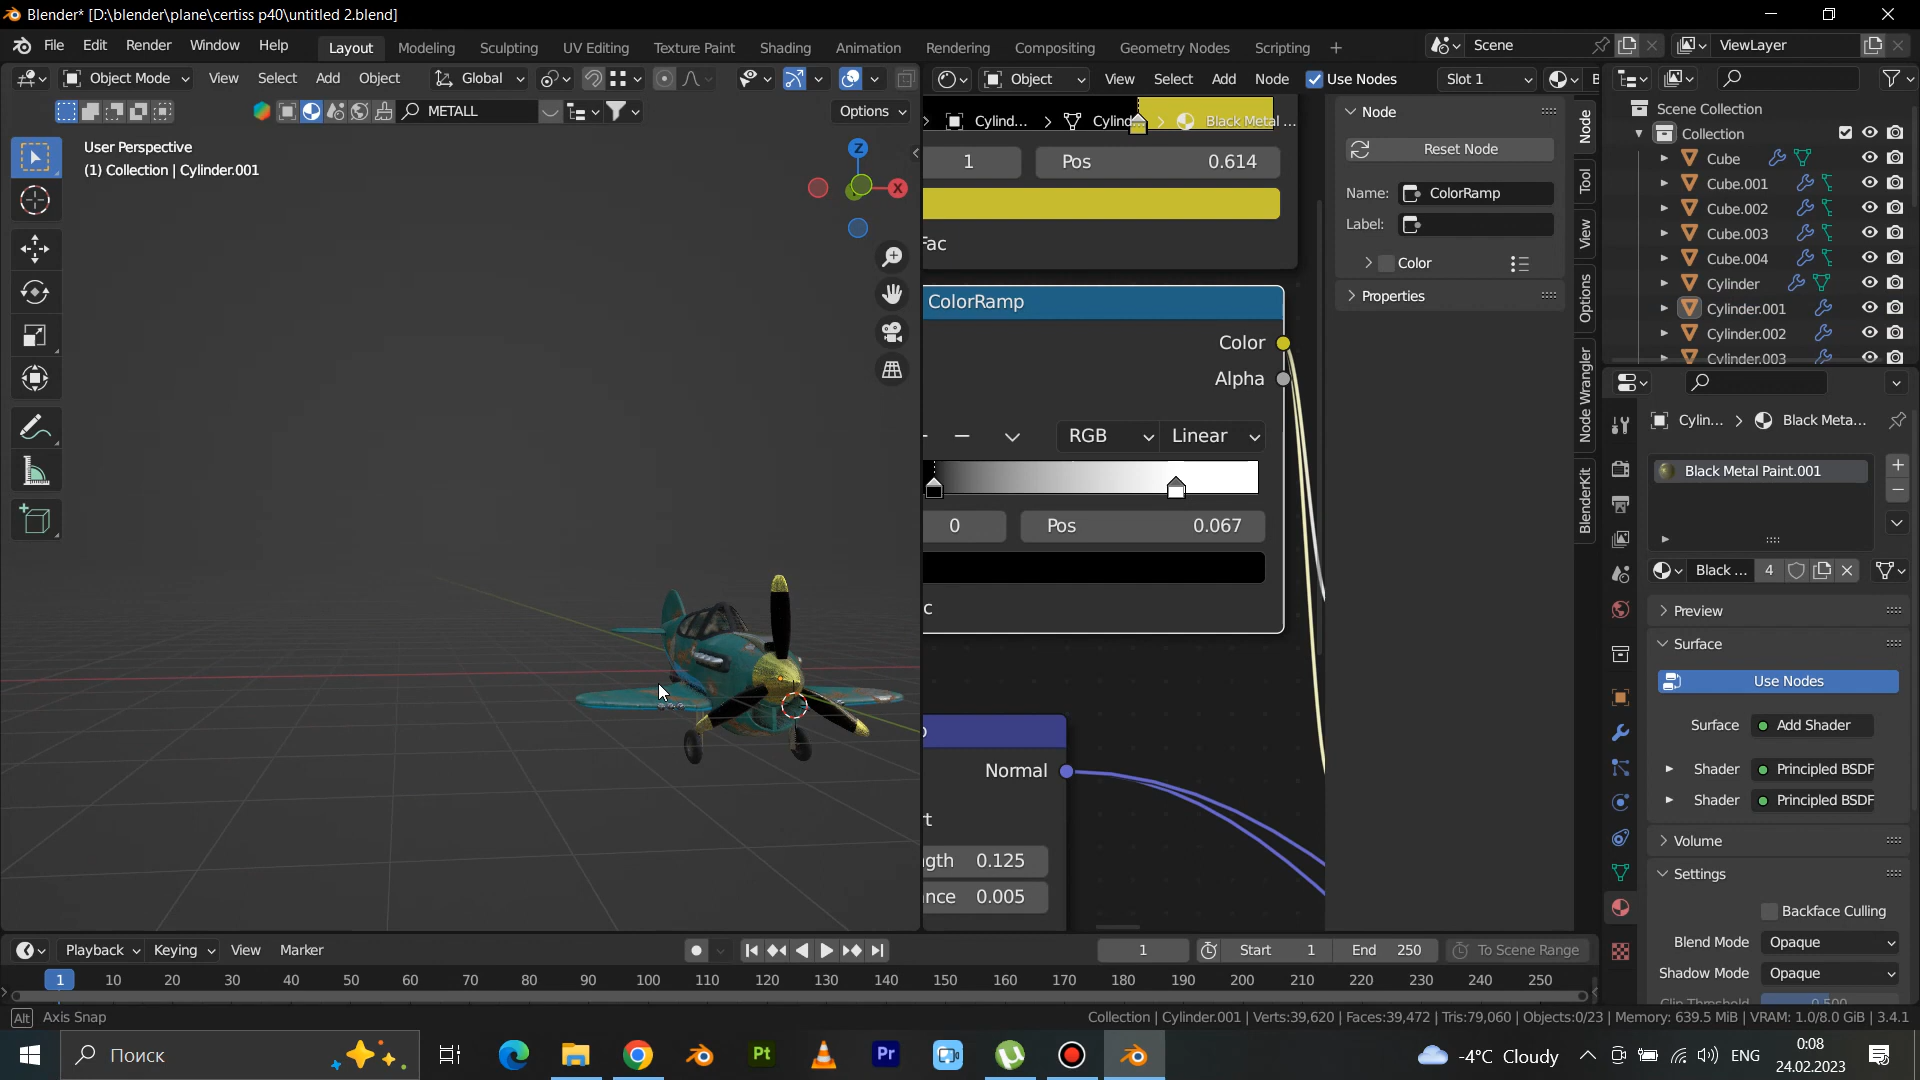 Blender* [D:\blender\plane\certiss p40\untitled 2.blend]
File Edit Render Window Help Layout Modeling Sculpting UV Editing Texture Paint Shading Animation Rendering Compositing Geometry Nodes Scripting Scene ViewLayer
Object Mode View Select Add Object Global Object View Select Add Node Use Nodes Slot 1
METALL Options
User Perspective
(1) Collection | Cylinder.001
Z
X
Cylind... Cylind Black Metal ...
1 Pos 0.614
Fac
ColorRamp
Color
Alpha
RGB Linear
0 Pos 0.067
Normal
0.125
0.005
Node
Reset Node
Name: ColorRamp
Label:
Color
Properties
Node
Tool
View
Options
Node Wrangler
BlenderKit
Scene Collection
Collection
Cube
Cube.001
Cube.002
Cube.003
Cube.004
Cylinder
Cylinder.001
Cylinder.002
Cylinder.003
Cylin... Black Meta...
Black Metal Paint.001
Black ... 4
Preview
Surface
Use Nodes
Surface Add Shader
Shader Principled BSDF
Shader Principled BSDF
Volume
Settings
Backface Culling
Blend Mode Opaque
Shadow Mode Opaque
Clip Threshold 0.500
Playback Keying View Marker 1 Start 1 End 250 To Scene Range
1 10 20 30 40 50 60 70 80 90 100 110 120 130 140 150 160 170 180 190 200 210 220 230 240 250
Alt Axis Snap Collection | Cylinder.001 | Verts:39,620 | Faces:39,472 | Tris:79,060 | Objects:0/23 | Memory: 639.5 MiB | VRAM: 1.0/8.0 GiB | 3.4.1
Поиск Pt Pr -4°C Cloudy ENG 0:08
24.02.2023